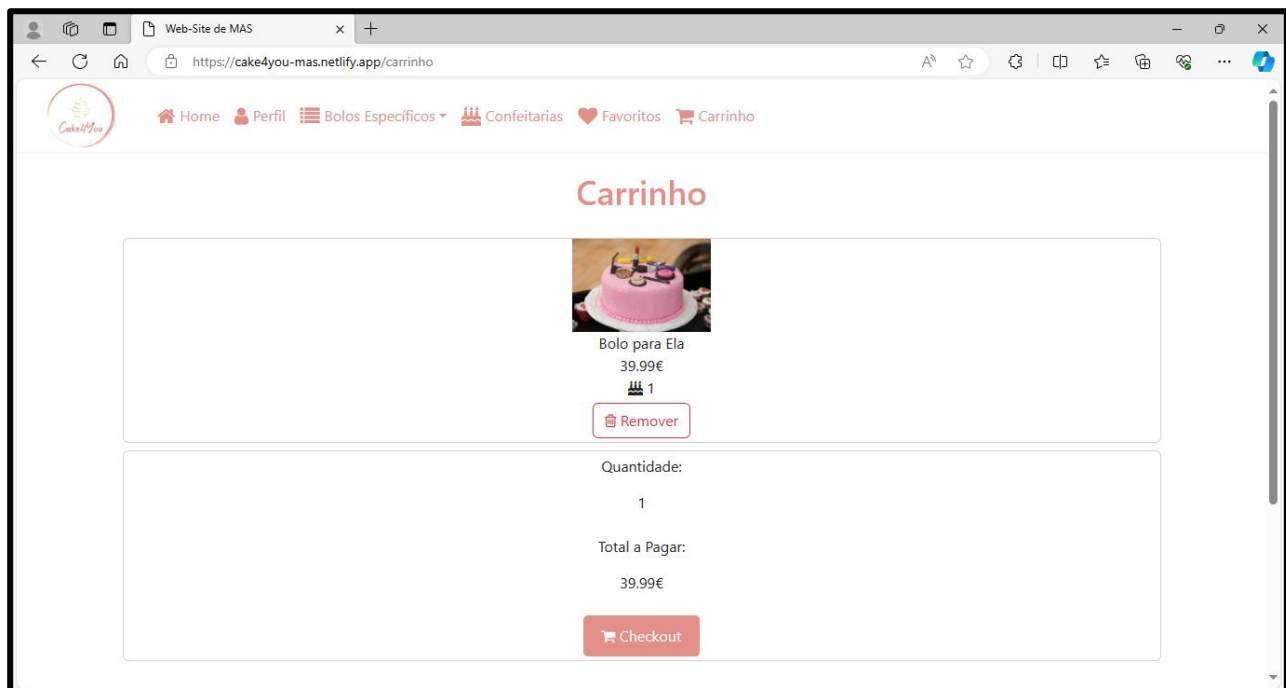 Web-Site de MAS
https://cake4you-mas.netlify.app/carrinho
Cake4You
Home Perfil Bolos Específicos Confeitarias Favoritos Carrinho
Carrinho
Bolo para Ela
39.99€
1
Remover
Quantidade:
1
Total a Pagar:
39.99€
Checkout